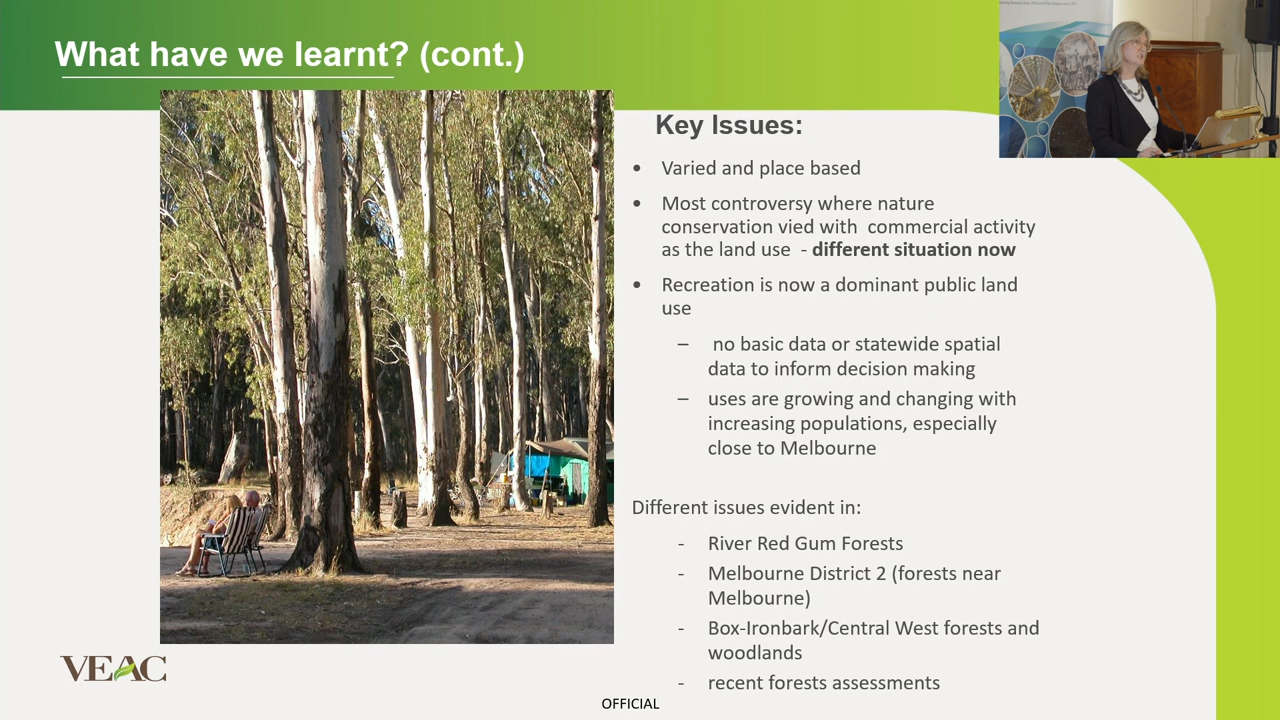 What have we learnt? (cont.)
Key Issues:
• Varied and place based
• Most controversy where nature
conservation vied with commercial activity
as the land use - different situation now
• Recreation is now a dominant public land
use
– no basic data or statewide spatial
data to inform decision making
– uses are growing and changing with
increasing populations, especially
close to Melbourne
Different issues evident in:
- River Red Gum Forests
- Melbourne District 2 (forests near
Melbourne)
- Box-Ironbark/Central West forests and
woodlands
- recent forests assessments
VEAC
OFFICIAL